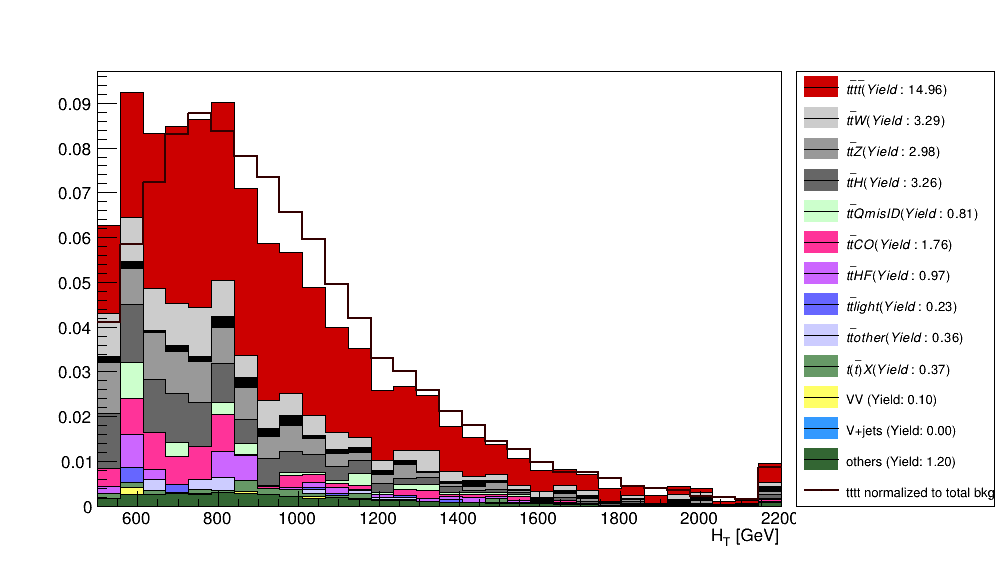 0.09
0.08
0.07
0.06
0.05
0.04
0.03
0.02
0.01
0
600 800 1000 1200 1400 1600 1800 2000 2200
H_T [GeV]
tt̄tt̄(Yield : 14.96)
tt̄W(Yield : 3.29)
tt̄Z(Yield : 2.98)
tt̄H(Yield : 3.26)
tt̄QmisID(Yield : 0.81)
tt̄CO(Yield : 1.76)
tt̄HF(Yield : 0.97)
tt̄light(Yield : 0.23)
tt̄other(Yield : 0.36)
t(t̄)X(Yield : 0.37)
VV (Yield: 0.10)
V+jets (Yield: 0.00)
others (Yield: 1.20)
tttt normalized to total bkg